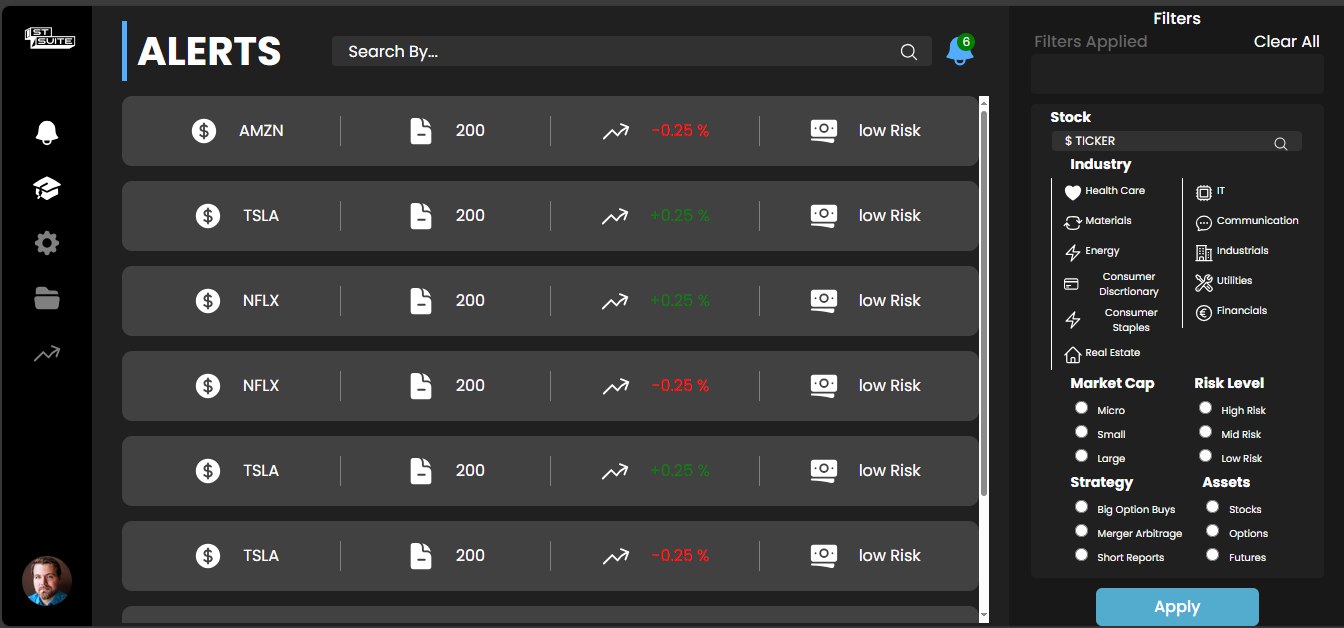 ST
SUITE
ALERTS
Search By...
6
AMZN 200 -0.25 % low Risk
TSLA 200 +0.25 % low Risk
NFLX 200 +0.25 % low Risk
NFLX 200 -0.25 % low Risk
TSLA 200 +0.25 % low Risk
TSLA 200 -0.25 % low Risk
Filters
Filters Applied Clear All
Stock
$ TICKER
Industry
Health Care
Materials
Energy
Consumer
Discrtionary
Consumer
Staples
Real Estate
IT
Communication
Industrials
Utilities
Financials
Market Cap
Micro
Small
Large
Risk Level
High Risk
Mid Risk
Low Risk
Strategy
Big Option Buys
Merger Arbitrage
Short Reports
Assets
Stocks
Options
Futures
Apply